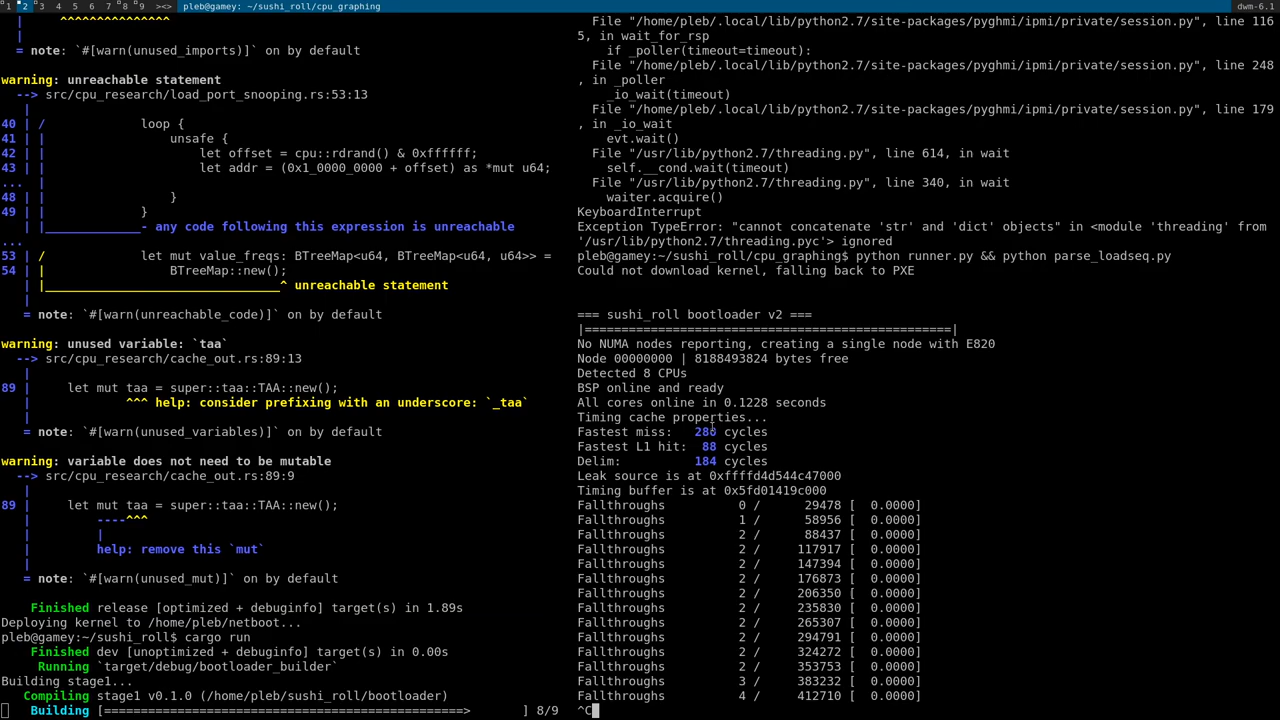 1 2 3 4 5 6 7 8 9 ><> pleb@gamey: ~/sushi_roll/cpu_graphing dwm-6.1
| ^^^^^^^^^^^^^^^
|
= note: `#[warn(unused_imports)]` on by default
warning: unreachable statement
--> src/cpu_research/load_port_snooping.rs:53:13
|
40 | / loop {
41 | | unsafe {
42 | | let offset = cpu::rdrand() & 0xffffff;
43 | | let addr = (0x1_0000_0000 + offset) as *mut u64;
... |
48 | | }
49 | | }
| |_____________- any code following this expression is unreachable
...
53 | / let mut value_freqs: BTreeMap<u64, BTreeMap<u64, u64>> =
54 | | BTreeMap::new();
| |________________________________^ unreachable statement
|
= note: `#[warn(unreachable_code)]` on by default
warning: unused variable: `taa`
--> src/cpu_research/cache_out.rs:89:13
|
89 | let mut taa = super::taa::TAA::new();
| ^^^ help: consider prefixing with an underscore: `_taa`
|
= note: `#[warn(unused_variables)]` on by default
warning: variable does not need to be mutable
--> src/cpu_research/cache_out.rs:89:9
|
89 | let mut taa = super::taa::TAA::new();
| ----^^^
| |
| help: remove this `mut`
|
= note: `#[warn(unused_mut)]` on by default
Finished release [optimized + debuginfo] target(s) in 1.89s
Deploying kernel to /home/pleb/netboot...
pleb@gamey:~/sushi_roll$ cargo run
Finished dev [unoptimized + debuginfo] target(s) in 0.00s
Running `target/debug/bootloader_builder`
Building stage1...
Compiling stage1 v0.1.0 (/home/pleb/sushi_roll/bootloader)
Building [=================================================> ] 8/9
File "/home/pleb/.local/lib/python2.7/site-packages/pyghmi/ipmi/private/session.py", line 116
5, in wait_for_rsp
if _poller(timeout=timeout):
File "/home/pleb/.local/lib/python2.7/site-packages/pyghmi/ipmi/private/session.py", line 248
, in _poller
_io_wait(timeout)
File "/home/pleb/.local/lib/python2.7/site-packages/pyghmi/ipmi/private/session.py", line 179
, in _io_wait
evt.wait()
File "/usr/lib/python2.7/threading.py", line 614, in wait
self.__cond.wait(timeout)
File "/usr/lib/python2.7/threading.py", line 340, in wait
waiter.acquire()
KeyboardInterrupt
Exception TypeError: "cannot concatenate 'str' and 'dict' objects" in <module 'threading' from
'/usr/lib/python2.7/threading.pyc'> ignored
pleb@gamey:~/sushi_roll/cpu_graphing$ python runner.py && python parse_loadseq.py
Could not download kernel, falling back to PXE
=== sushi_roll bootloader v2 ===
|==================================================|
No NUMA nodes reporting, creating a single node with E820
Node 00000000 | 8188493824 bytes free
Detected 8 CPUs
BSP online and ready
All cores online in 0.1228 seconds
Timing cache properties...
Fastest miss: 280 cycles
Fastest L1 hit: 88 cycles
Delim: 184 cycles
Leak source is at 0xffffd4d544c47000
Timing buffer is at 0x5fd01419c000
Fallthroughs 0 / 29478 [ 0.0000]
Fallthroughs 1 / 58956 [ 0.0000]
Fallthroughs 2 / 88437 [ 0.0000]
Fallthroughs 2 / 117917 [ 0.0000]
Fallthroughs 2 / 147394 [ 0.0000]
Fallthroughs 2 / 176873 [ 0.0000]
Fallthroughs 2 / 206350 [ 0.0000]
Fallthroughs 2 / 235830 [ 0.0000]
Fallthroughs 2 / 265307 [ 0.0000]
Fallthroughs 2 / 294791 [ 0.0000]
Fallthroughs 2 / 324272 [ 0.0000]
Fallthroughs 2 / 353753 [ 0.0000]
Fallthroughs 3 / 383232 [ 0.0000]
Fallthroughs 4 / 412710 [ 0.0000]
^C